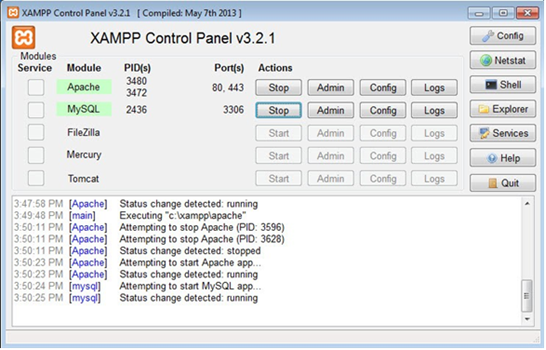 XAMPP Control Panel v3.2.1 [ Compiled: May 7th 2013 ]
XAMPP Control Panel v3.2.1
Config
Modules
Service Module PID(s) Port(s) Actions
Netstat
Apache 3480 3472 80, 443 Stop Admin Config Logs
Shell
MySQL 2436 3306 Stop Admin Config Logs
Explorer
FileZilla Start Admin Config Logs
Services
Mercury Start Admin Config Logs
Help
Tomcat Start Admin Config Logs
Quit
3:47:58 PM [Apache] Status change detected: running
3:49:48 PM [main] Executing "c:\xampp\apache"
3:50:11 PM [Apache] Attempting to stop Apache (PID: 3596)
3:50:11 PM [Apache] Attempting to stop Apache (PID: 3628)
3:50:11 PM [Apache] Status change detected: stopped
3:50:23 PM [Apache] Attempting to start Apache app...
3:50:23 PM [Apache] Status change detected: running
3:50:24 PM [mysql] Attempting to start MySQL app...
3:50:25 PM [mysql] Status change detected: running